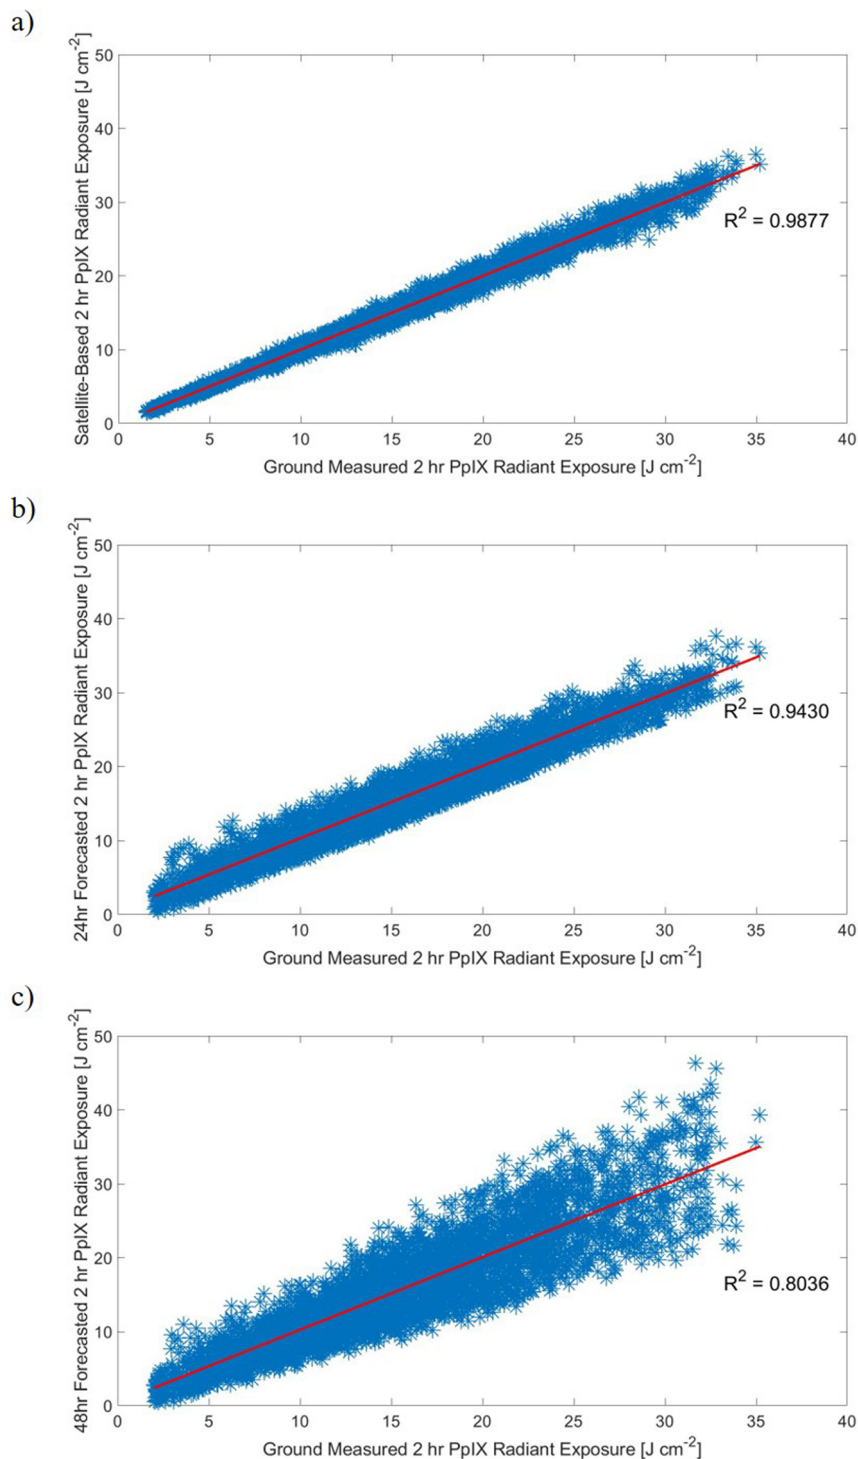 a)
Satellite-Based 2 hr PpIX Radiant Exposure [J cm-2]
50
40
30
20
10
0
0 5 10 15 20 25 30 35 40
R2 = 0.9877
Ground Measured 2 hr PpIX Radiant Exposure [J cm-2]
b)
24hr Forecasted 2 hr PpIX Radiant Exposure [J cm-2]
50
40
30
20
10
0
0 5 10 15 20 25 30 35 40
R2 = 0.9430
Ground Measured 2 hr PpIX Radiant Exposure [J cm-2]
c)
48hr Forecasted 2 hr PpIX Radiant Exposure [J cm-2]
50
40
30
20
10
0
0 5 10 15 20 25 30 35 40
R2 = 0.8036
Ground Measured 2 hr PpIX Radiant Exposure [J cm-2]